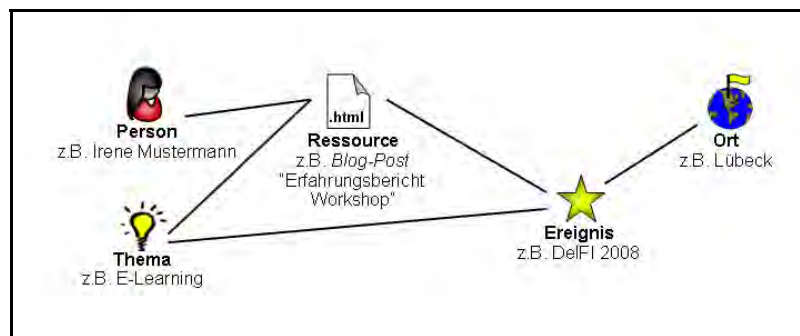 Person
z.B. Irene Mustermann
.html
Ressource
z.B. Blog-Post
"Erfahrungsbericht
Workshop"
Ort
z.B. Lübeck
Thema
z.B. E-Learning
Ereignis
z.B. DelFI 2008